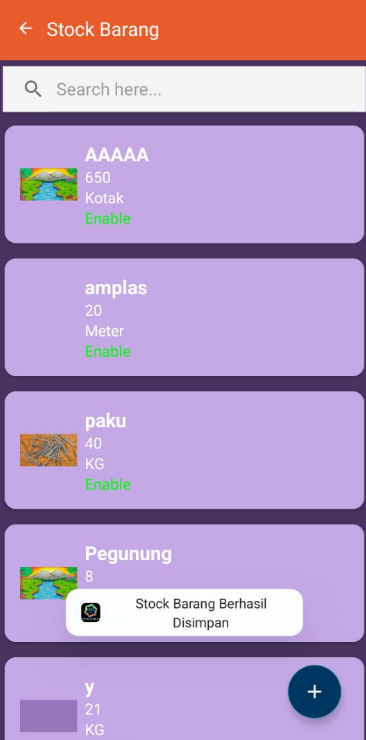 Stock Barang
Search here...
AAAAA
650
Kotak
Enable
amplas
20
Meter
Enable
paku
40
KG
Enable
Pegunung
8
Stock Barang Berhasil
Disimpan
y
21
KG
+